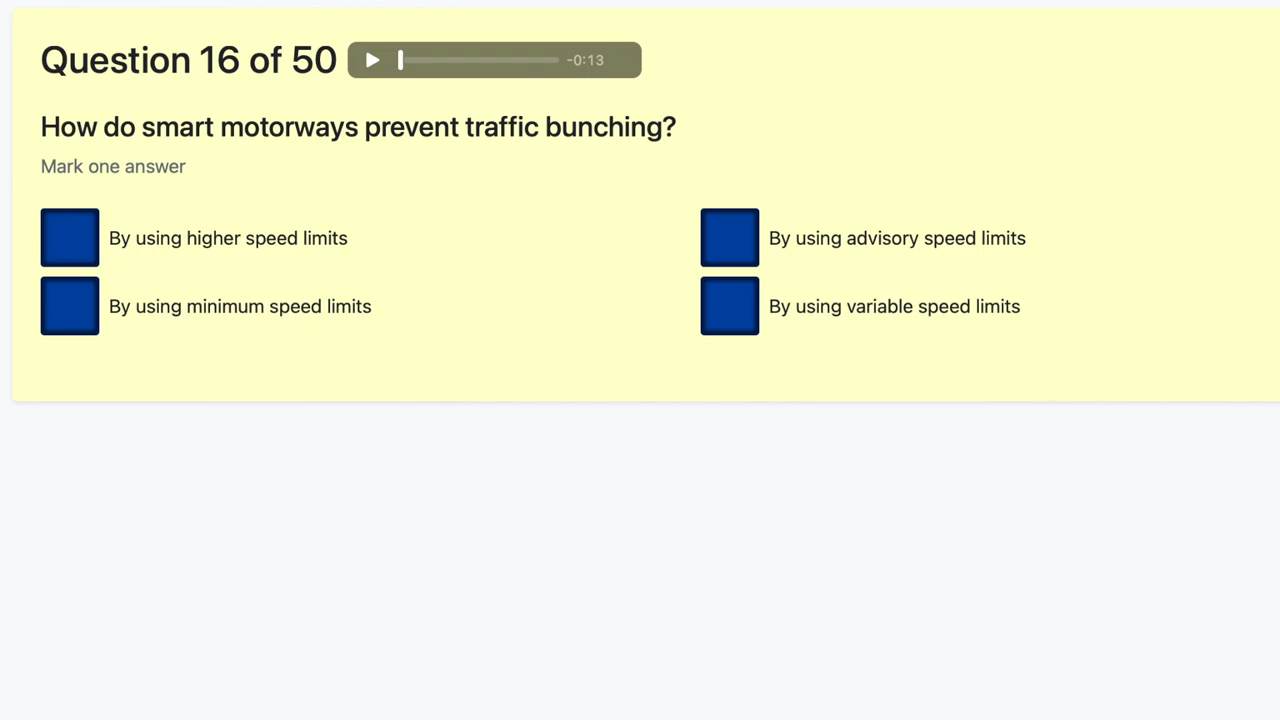 Question 16 of 50
-0:13
How do smart motorways prevent traffic bunching?
Mark one answer
By using higher speed limits
By using advisory speed limits
By using minimum speed limits
By using variable speed limits